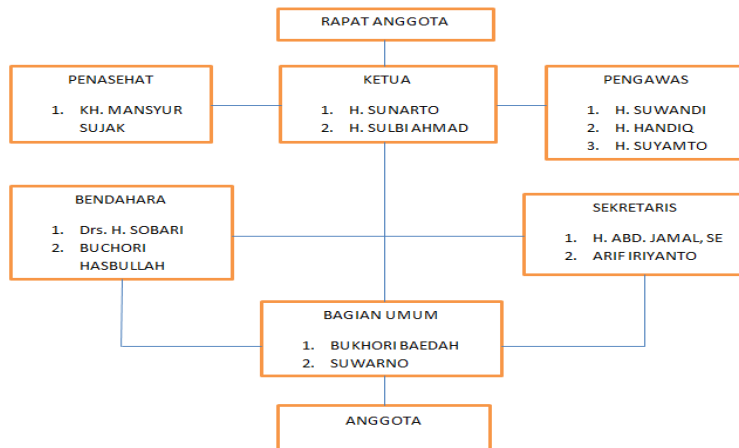 RAPAT ANGGOTA
PENASEHAT
1. KH. MANSYUR
SUJAK
KETUA
1. H. SUNARTO
2. H. SULBI AHMAD
PENGAWAS
1. H. SUWANDI
2. H. HANDIQ
3. H. SUYAMTO
BENDAHARA
1. Drs. H. SOBARI
2. BUCHORI
HASBULLAH
SEKRETARIS
1. H. ABD. JAMAL, SE
2. ARIF IRIYANTO
BAGIAN UMUM
1. BUKHORI BAEDAH
2. SUWARNO
ANGGOTA